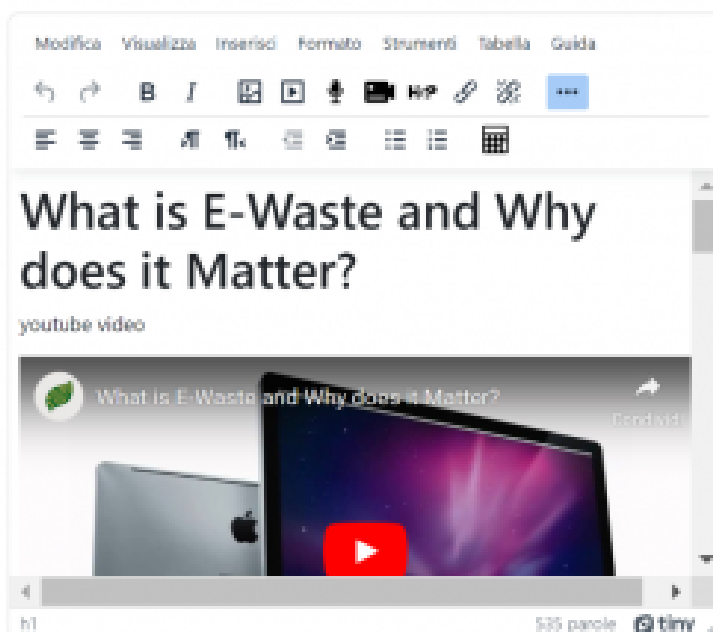 Modifica Visualizza Inserisci Formato Strumenti Tabella Guida
B I H-P
What is E-Waste and Why
does it Matter?
youtube video
What is E-Waste and Why does it Matter?
Condividi
h1 535 parole tiny